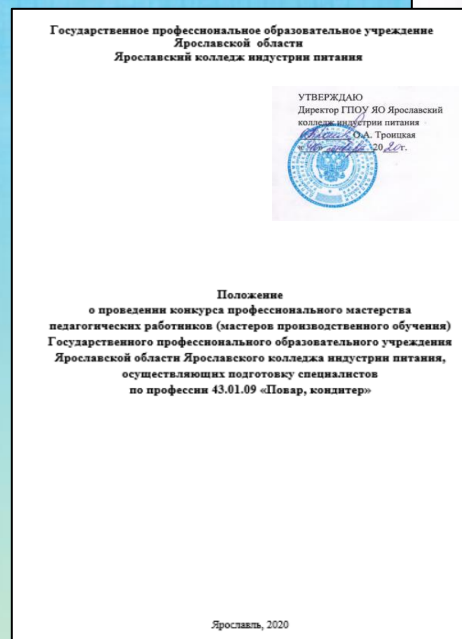 Государственное профессиональное образовательное учреждение
Ярославской области
Ярославский колледж индустрии питания
УТВЕРЖДАЮ
Директор ГПОУ ЯО Ярославский
колледж индустрии питания
О.А. Троицкая
20 20 г.
Положение
о проведении конкурса профессионального мастерства
педагогических работников (мастеров производственного обучения)
Государственного профессионального образовательного учреждения
Ярославской области Ярославского колледжа индустрии питания,
осуществляющих подготовку специалистов
по профессии 43.01.09 «Повар, кондитер»
Ярославль, 2020